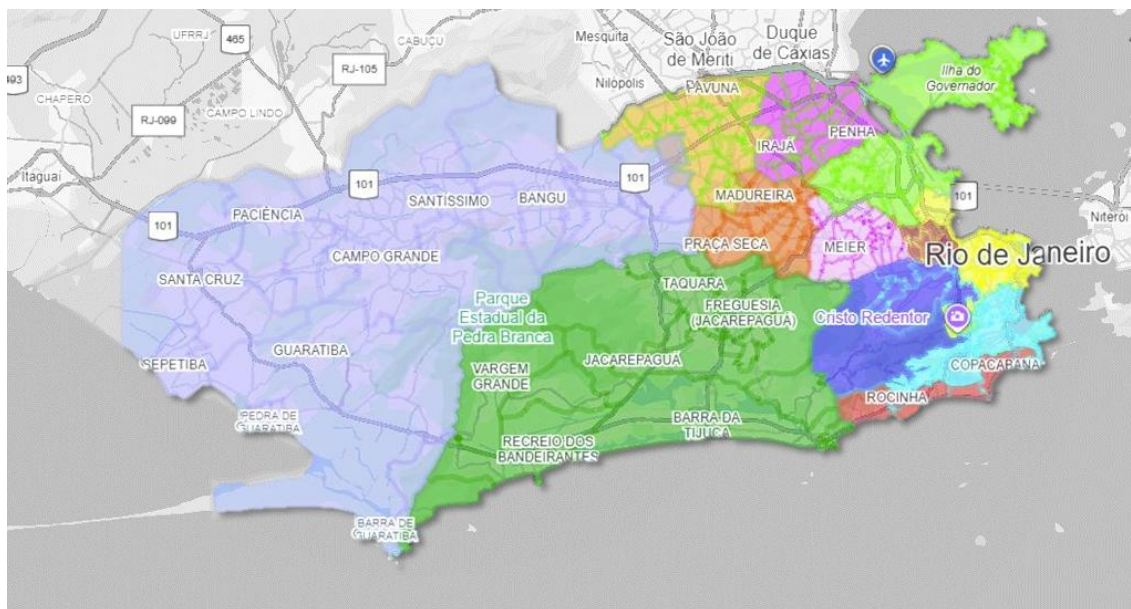 UFRRJ
465
CABUÇU
RJ-105
493
CHAPERO
CAMPO LINDO
RJ-099
Itaguaí
Mesquita
São João
de Meriti
Duque
de Caxias
Nilópolis
PAVUNA
Ilha do
Governador
IRAJÁ
PENHA
101
101
101
101
PACIÊNCIA
SANTÍSSIMO
BANGU
MADUREIRA
Niterói
CAMPO GRANDE
PRAÇA SECA
MEIER
Rio de Janeiro
SANTA CRUZ
TAQUARA
Parque
Estadual da
Pedra Branca
FREGUESIA
(JACAREPAGUÁ)
Cristo Redentor
SEPETIBA
GUARATIBA
VARGEM
GRANDE
JACAREPAGUÁ
COPACABANA
ROCINHA
PEDRA DE
GUARATIBA
RECREIO DOS
BANDEIRANTES
BARRA DA
TIJUCA
BARRA DE
GUARATIBA